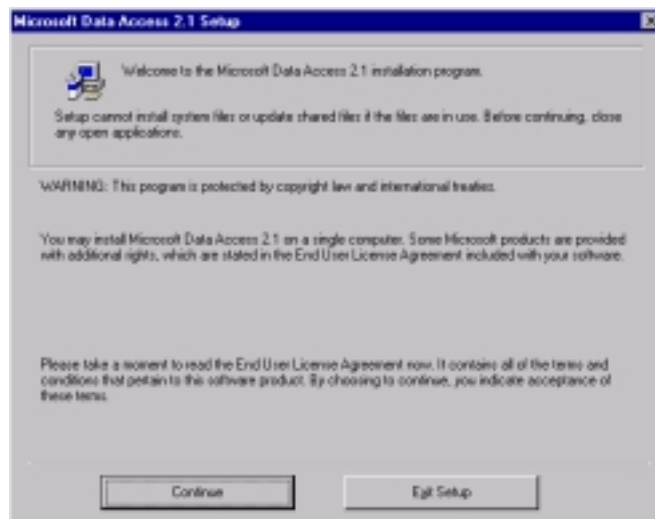 Microsoft Data Access 2.1 Setup
Welcome to the Microsoft Data Access 2.1 installation program.
Setup cannot install system files or update shared files if the files are in use. Before continuing, close
any open applications.
WARNING: This program is protected by copyright law and international treaties.
You may install Microsoft Data Access 2.1 on a single computer. Some Microsoft products are provided
with additional rights, which are stated in the End User License Agreement included with your software.
Please take a moment to read the End User License Agreement now. It contains all of the terms and
conditions that pertain to this software product. By choosing to continue, you indicate acceptance of
these terms.
Continue
Exit Setup